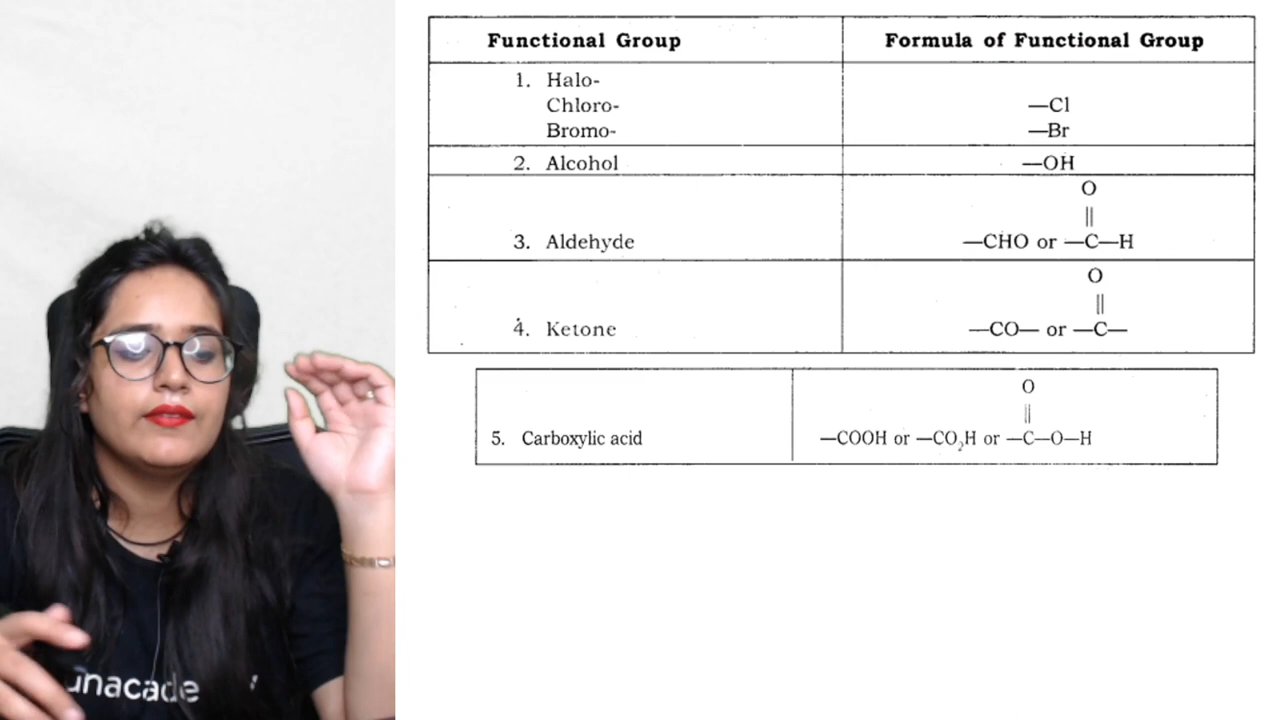 Functional Group Formula of Functional Group
1. Halo-
Chloro- —Cl
Bromo- —Br
2. Alcohol —OH
O
||
3. Aldehyde —CHO or —C—H
O
||
4. Ketone —CO— or —C—
O
||
5. Carboxylic acid —COOH or —CO₂H or —C—O—H
unacade